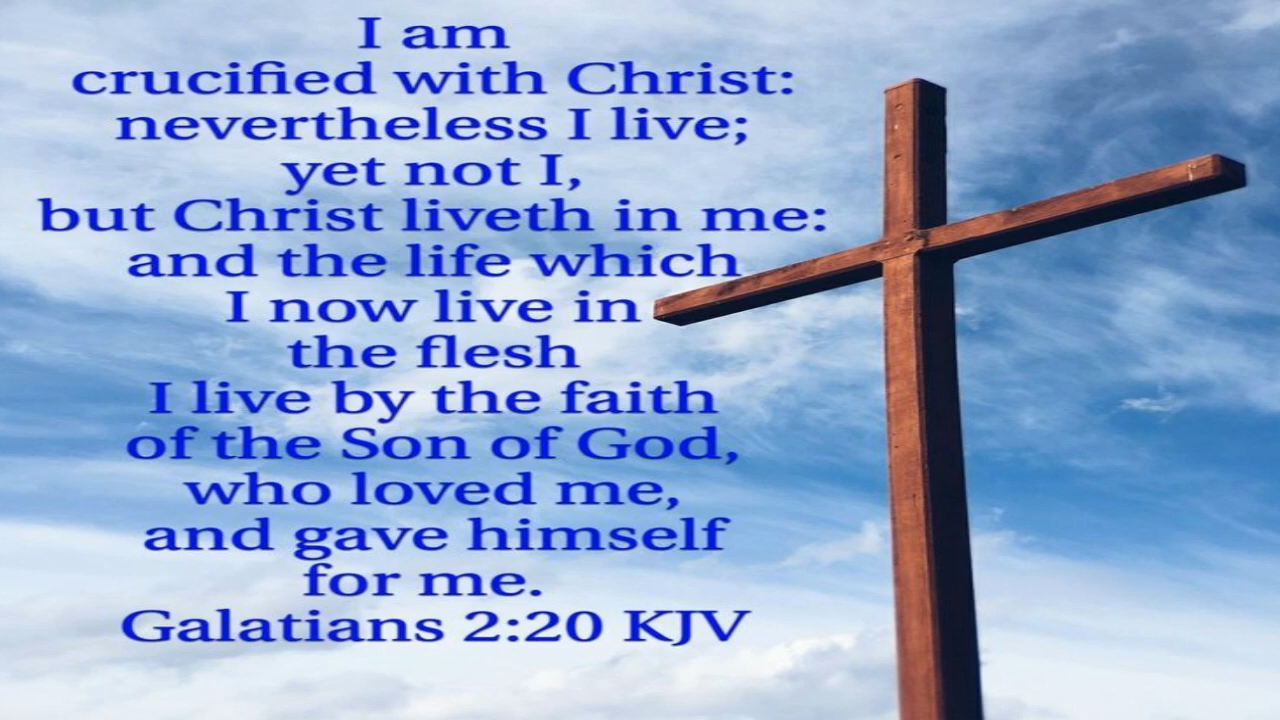 I am
crucified with Christ:
nevertheless I live;
yet not I,
but Christ liveth in me:
and the life which
I now live in
the flesh
I live by the faith
of the Son of God,
who loved me,
and gave himself
for me.
Galatians 2:20 KJV